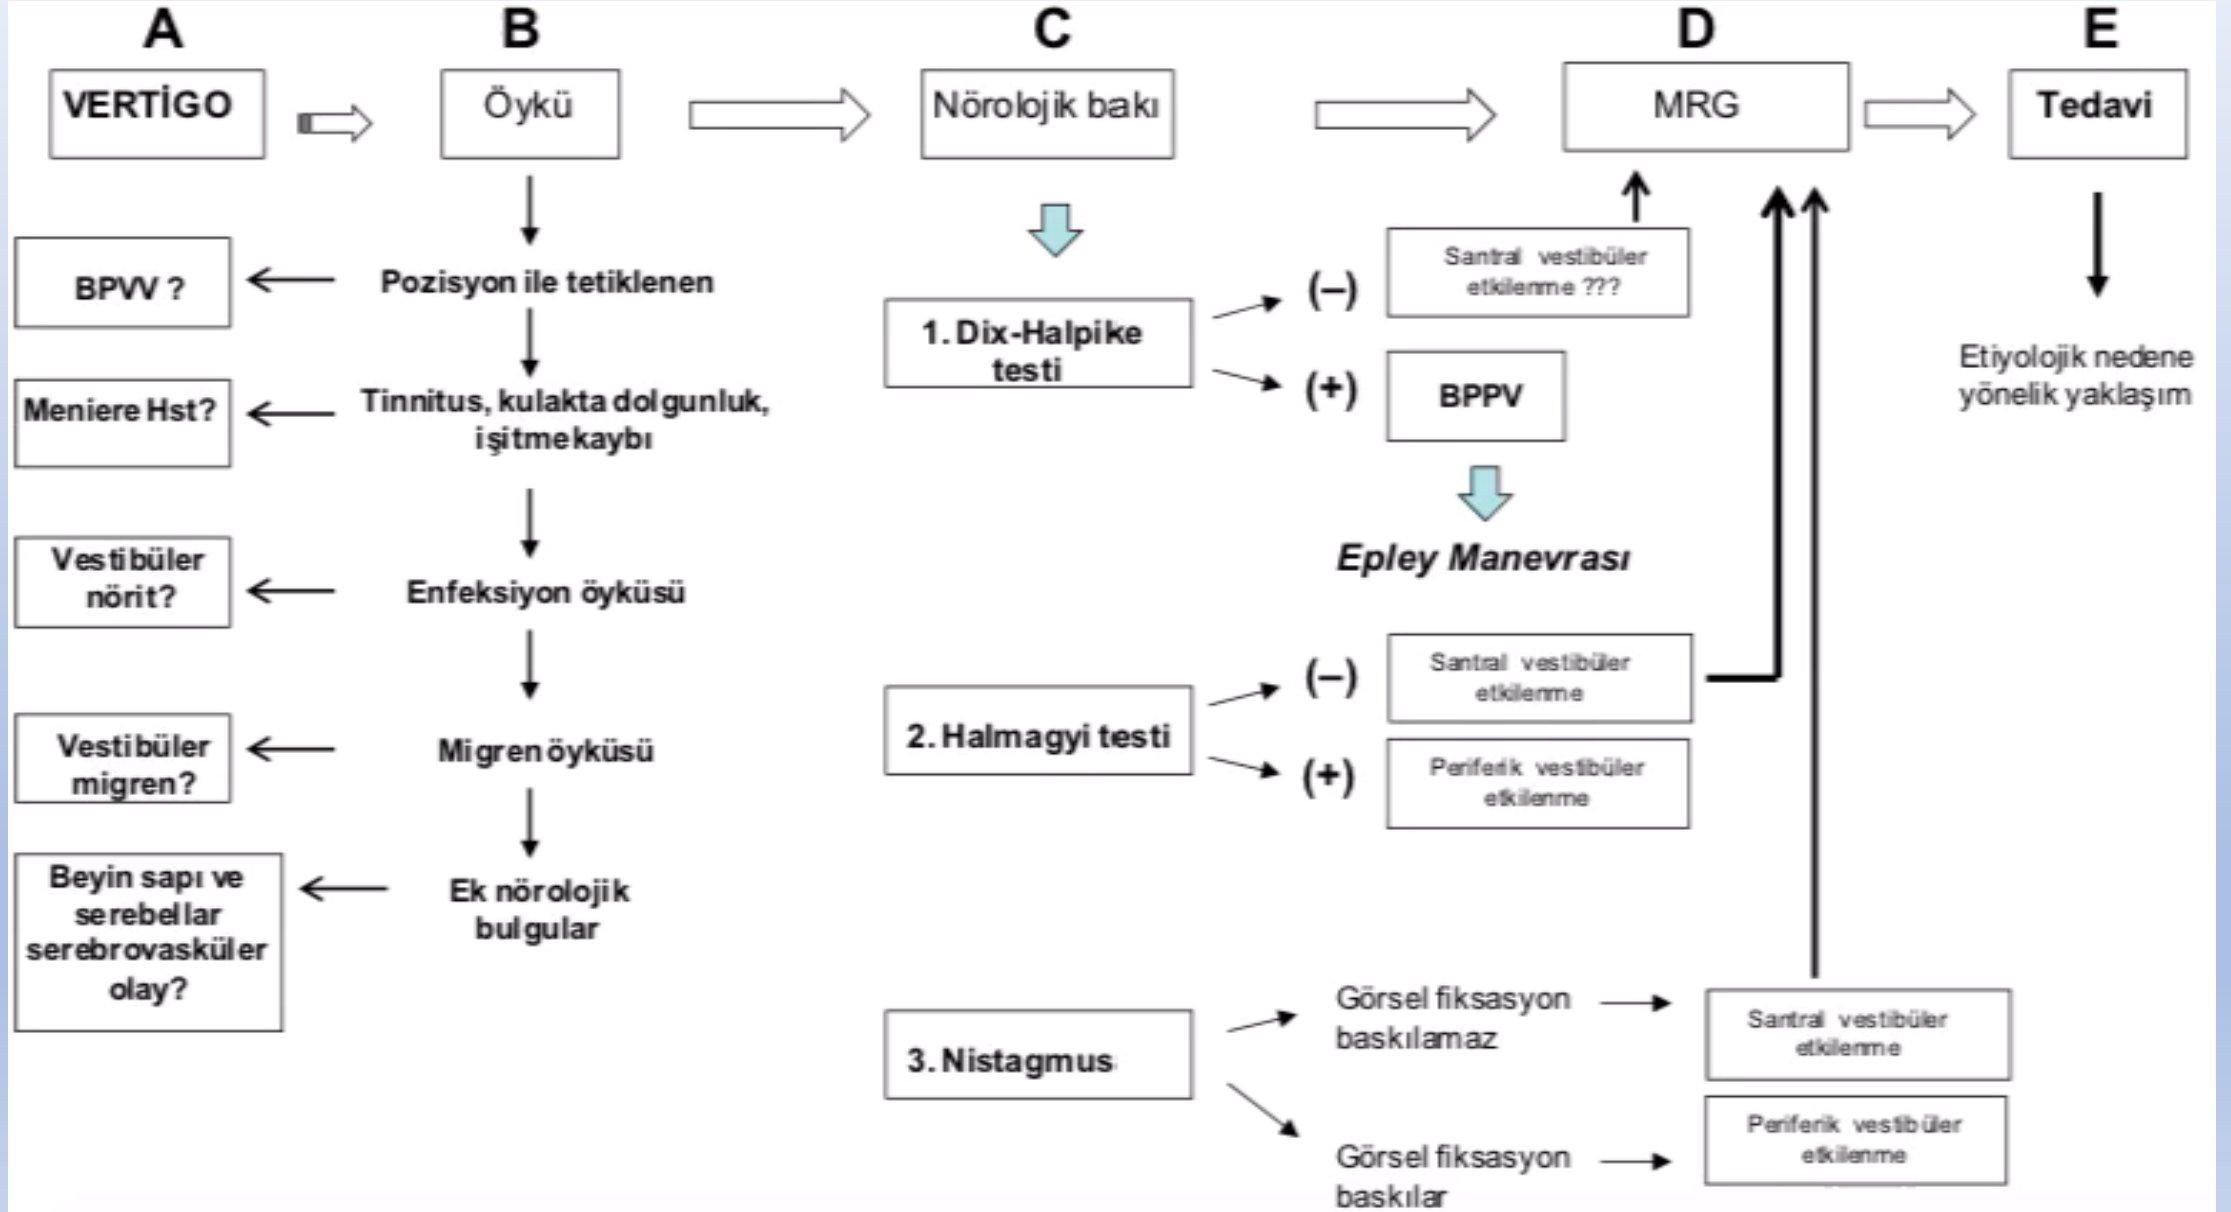 A
B
C
D
E
VERTİGO
Öykü
Nörolojik bakı
MRG
Tedavi
BPVV ?
Pozisyon ile tetiklenen
Meniere Hst?
Tinnitus, kulakta dolgunluk,
işitme kaybı
Vestibüler
nörit?
Enfeksiyon öyküsü
Vestibüler
migren?
Migren öyküsü
Beyin sapı ve
serebellar
serebrovasküler
olay?
Ek nörolojik
bulgular
1. Dix-Halpike
testi
(–)
Santral vestibüler
etkilenme ???
(+)
BPPV
Epley Manevrası
2. Halmagyi testi
(–)
Santral vestibüler
etkilenme
(+)
Periferik vestibüler
etkilenme
3. Nistagmus
Görsel fiksasyon
baskılamaz
Santral vestibüler
etkilenme
Görsel fiksasyon
baskılar
Periferik vestibüler
etkilenme
Etiyolojik nedene
yönelik yaklaşım